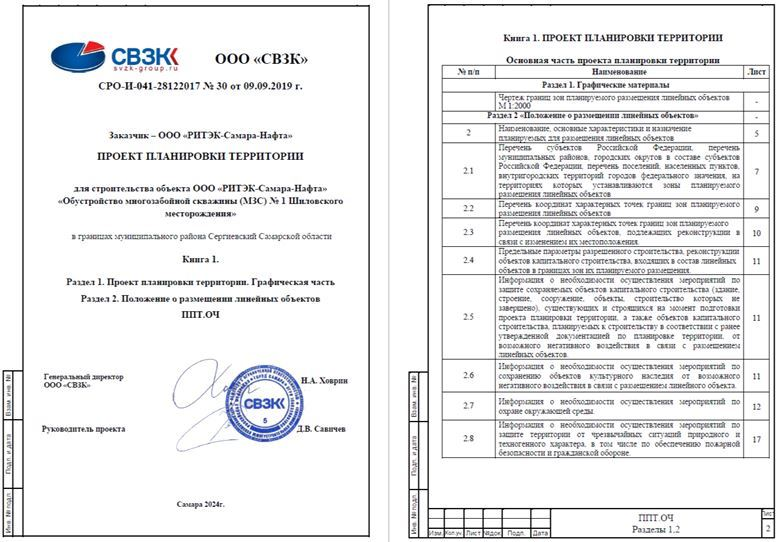 СВЗК
svzk-group.ru
ООО «СВЗК»
СРО-И-041-28122017 № 30 от 09.09.2019 г.
Заказчик – ООО «РИТЭК-Самара-Нафта»
ПРОЕКТ ПЛАНИРОВКИ ТЕРРИТОРИИ
для строительства объекта ООО «РИТЭК-Самара-Нафта»
«Обустройство многозабойной скважины (МЗС) № 1 Шиловского
месторождения»
в границах муниципального района Сергиевский Самарской области
Книга 1.
Раздел 1. Проект планировки территории. Графическая часть
Раздел 2. Положение о размещении линейных объектов
ППТ.ОЧ
Генеральный директор
ООО «СВЗК»
Н.А. Ховрин
СВЗК
5
Руководитель проекта
Д.В. Савичев
Самара 2024г.
Взам. инв. №
Подп. и дата
Инв. № подл.
Книга 1. ПРОЕКТ ПЛАНИРОВКИ ТЕРРИТОРИИ
Основная часть проекта планировки территории
№ п/п Наименование Лист
Раздел 1. Графические материалы
Чертеж границ зон планируемого размещения линейных объектов
М 1:2000 -
Раздел 2 «Положение о размещении линейных объектов» -
2 Наименование, основные характеристики и назначение
планируемых для размещения линейных объектов 5
2.1 Перечень субъектов Российской Федерации, перечень
муниципальных районов, городских округов в составе субъектов
Российской Федерации, перечень поселений, населенных пунктов,
внутригородских территорий городов федерального значения, на
территориях которых устанавливаются зоны планируемого
размещения линейных объектов 7
2.2 Перечень координат характерных точек границ зон планируемого
размещения линейных объектов 9
2.3 Перечень координат характерных точек границ зон планируемого
размещения линейных объектов, подлежащих реконструкции в
связи с изменением их местоположения. 10
2.4 Предельные параметры разрешенного строительства, реконструкции
объектов капитального строительства, входящих в состав линейных
объектов в границах зон их планируемого размещения. 11
2.5 Информация о необходимости осуществления мероприятий по
защите сохраняемых объектов капитального строительства (здание,
строение, сооружение, объекты, строительство которых не
завершено), существующих и строящихся на момент подготовки
проекта планировки территории, а также объектов капитального
строительства, планируемых к строительству в соответствии с ранее
утвержденной документацией по планировке территории, от
возможного негативного воздействия в связи с размещением
линейных объектов. 11
2.6 Информация о необходимости осуществления мероприятий по
сохранению объектов культурного наследия от возможного
негативного воздействия в связи с размещением линейного объекта. 11
2.7 Информация о необходимости осуществления мероприятий по
охране окружающей среды. 12
2.8 Информация о необходимости осуществления мероприятий по
защите территории от чрезвычайных ситуаций природного и
техногенного характера, в том числе по обеспечению пожарной
безопасности и гражданской обороне. 17
Взам. инв. №
Подп. и дата
Инв. № подл.
Изм. Кол.уч. Лист №док. Подп. Дата
ППТ.ОЧ
Разделы 1,2
Лист
2